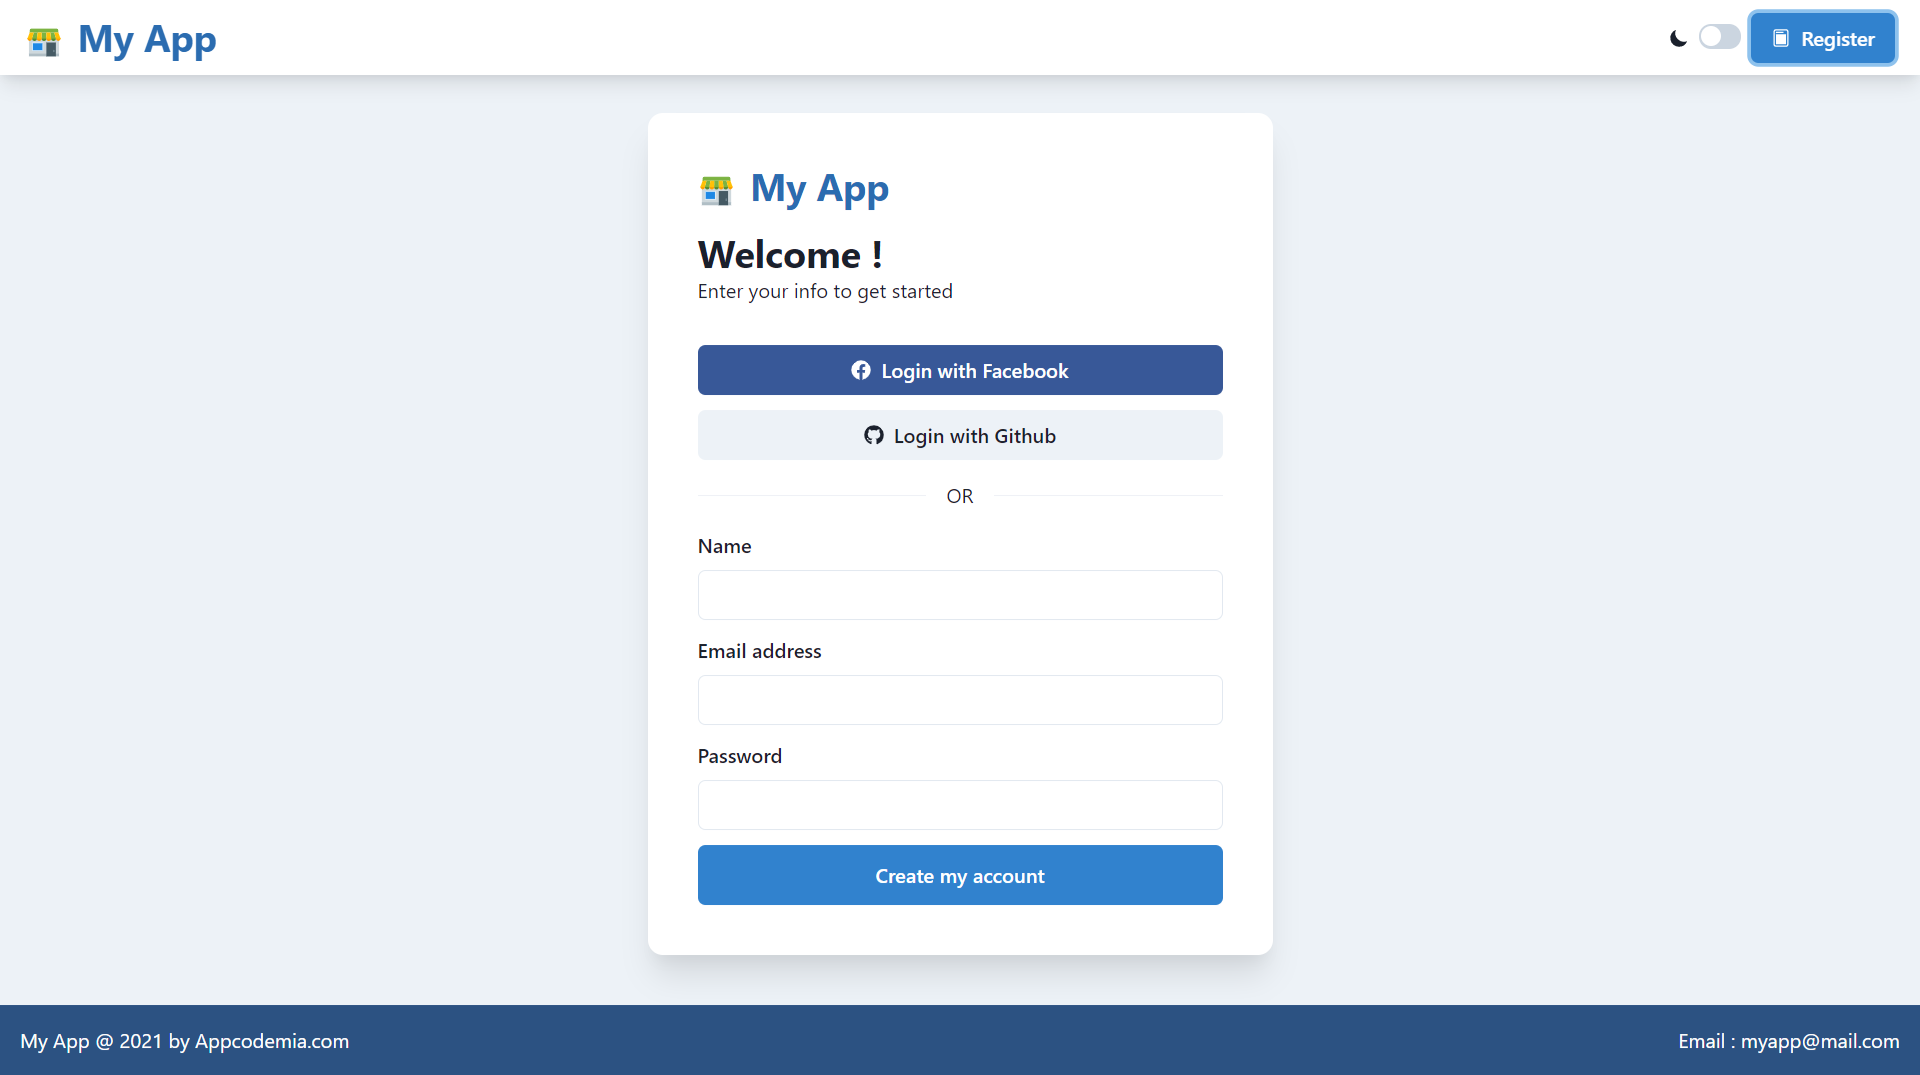 My App
Register
My App
Welcome !
Enter your info to get started
Login with Facebook
Login with Github
OR
Name
Email address
Password
Create my account
My App @ 2021 by Appcodemia.com
Email : myapp@mail.com